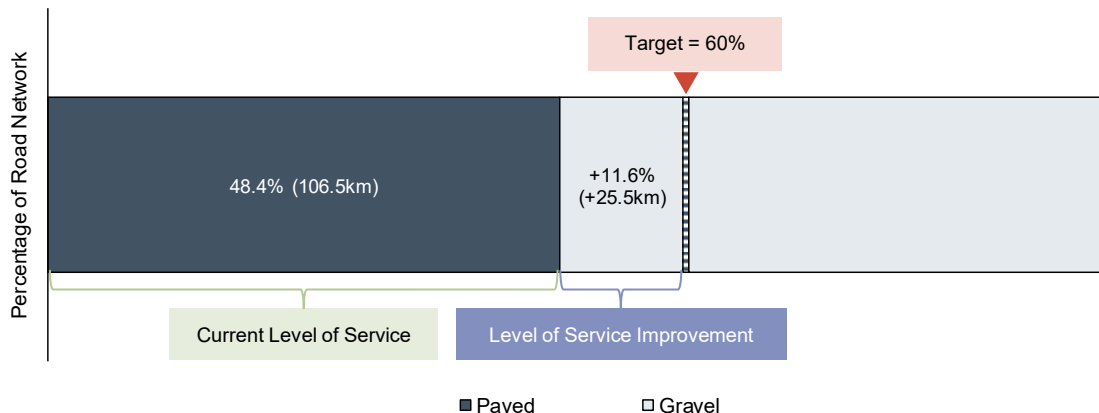 Target = 60%
Percentage of Road Network
48.4% (106.5km)
+11.6%
(+25.5km)
Current Level of Service
Level of Service Improvement
Paved
Gravel